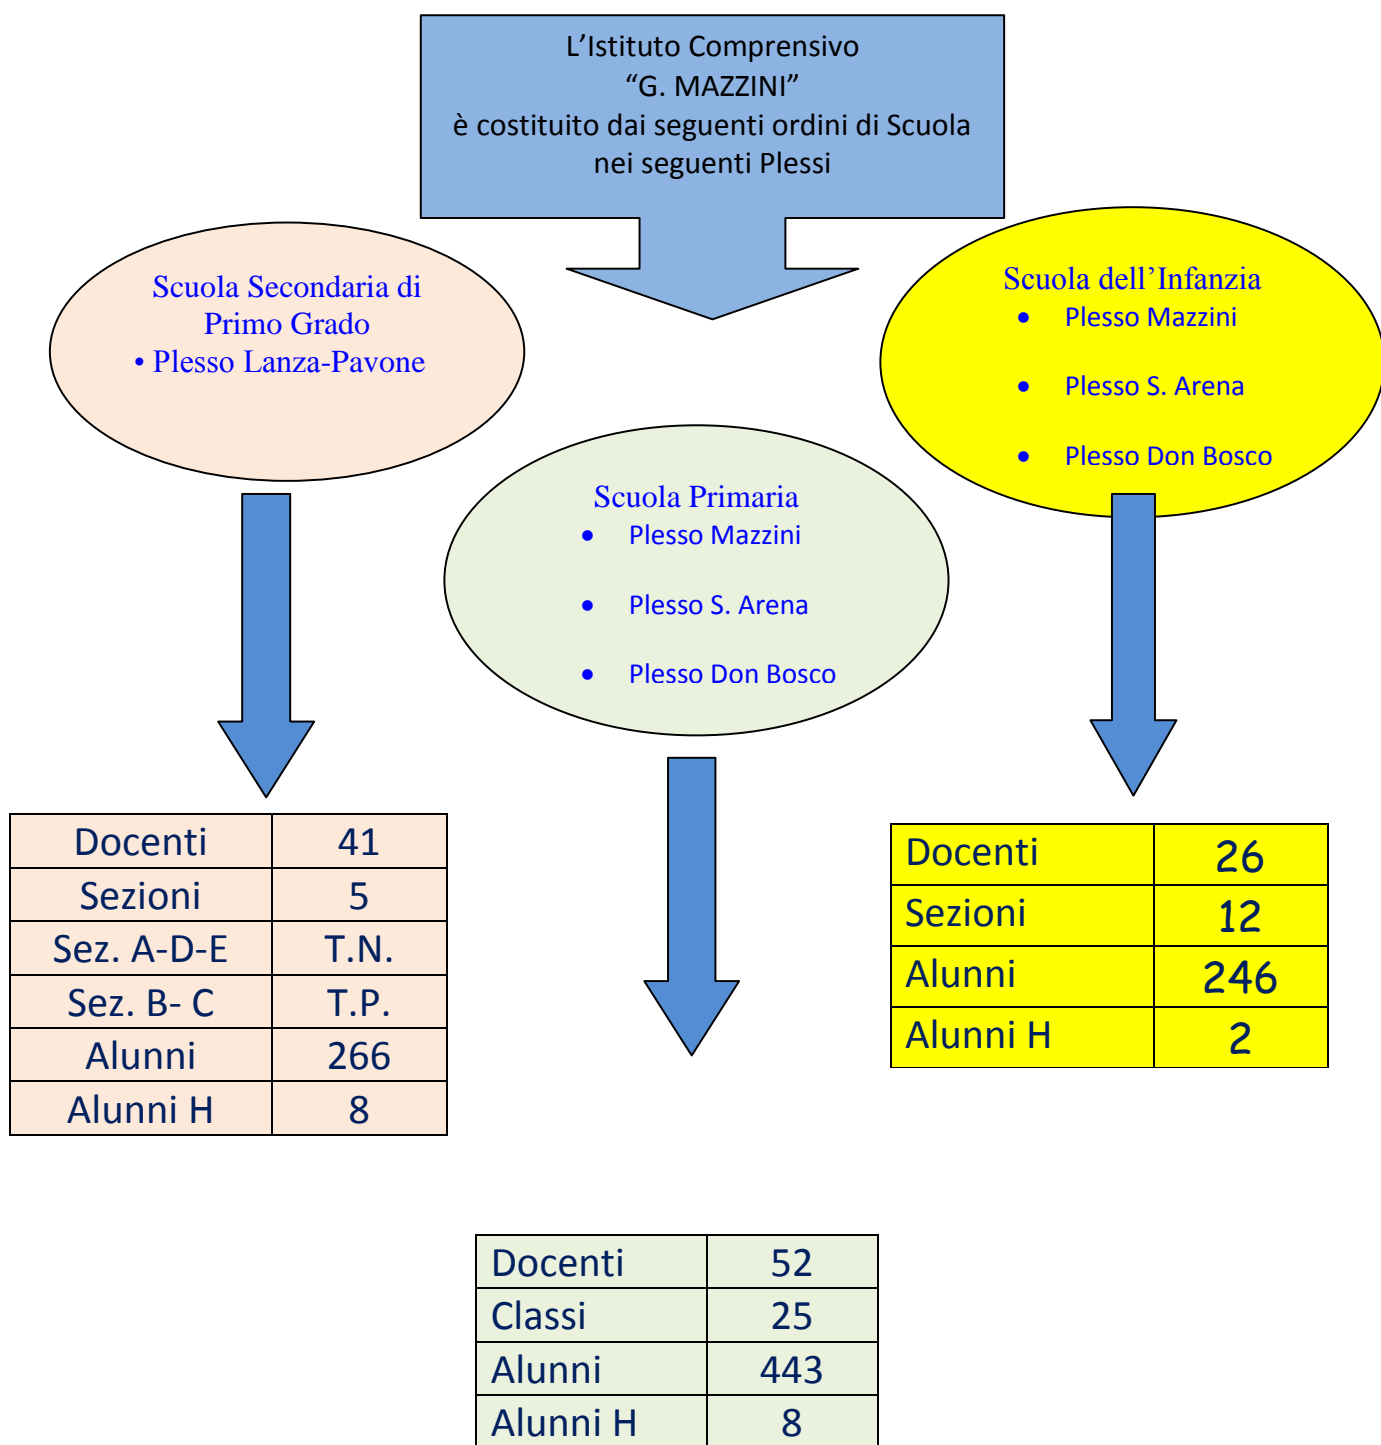 L’Istituto Comprensivo
“G. MAZZINI”
è costituito dai seguenti ordini di Scuola
nei seguenti Plessi
Scuola Secondaria di
Primo Grado
• Plesso Lanza-Pavone
Scuola dell’Infanzia
• Plesso Mazzini
• Plesso S. Arena
• Plesso Don Bosco
Scuola Primaria
• Plesso Mazzini
• Plesso S. Arena
• Plesso Don Bosco
Docenti 41
Sezioni 5
Sez. A-D-E T.N.
Sez. B- C T.P.
Alunni 266
Alunni H 8
Docenti 26
Sezioni 12
Alunni 246
Alunni H 2
Docenti 52
Classi 25
Alunni 443
Alunni H 8